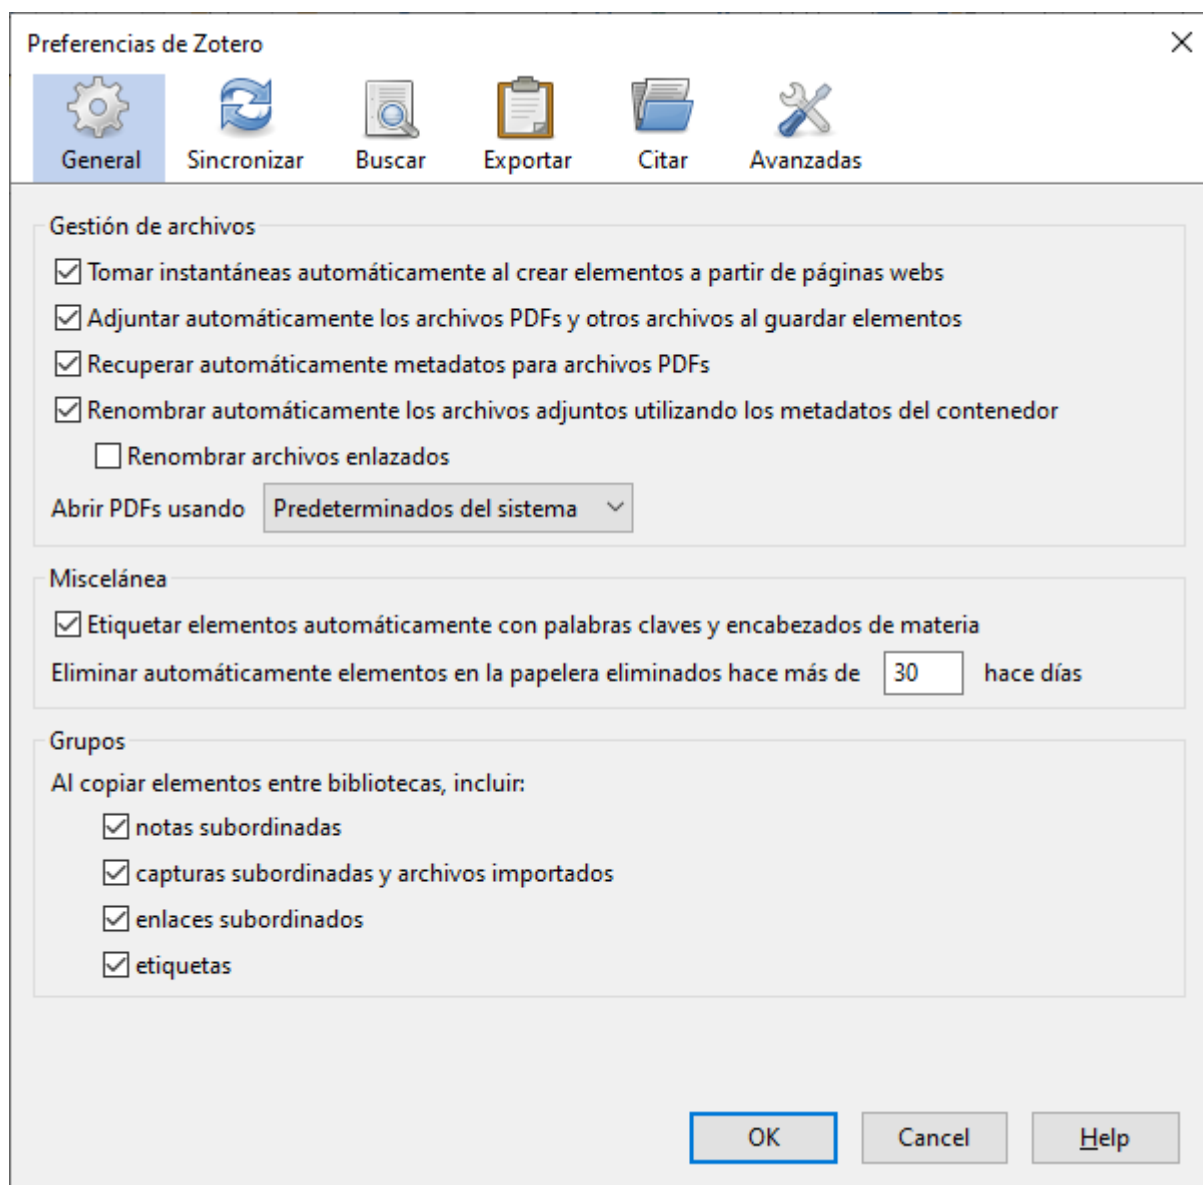 Preferencias de Zotero
General Sincronizar Buscar Exportar Citar Avanzadas
Gestión de archivos
Tomar instantáneas automáticamente al crear elementos a partir de páginas webs
Adjuntar automáticamente los archivos PDFs y otros archivos al guardar elementos
Recuperar automáticamente metadatos para archivos PDFs
Renombrar automáticamente los archivos adjuntos utilizando los metadatos del contenedor
Renombrar archivos enlazados
Abrir PDFs usando Predeterminados del sistema
Miscelánea
Etiquetar elementos automáticamente con palabras claves y encabezados de materia
Eliminar automáticamente elementos en la papelera eliminados hace más de 30 hace días
Grupos
Al copiar elementos entre bibliotecas, incluir:
notas subordinadas
capturas subordinadas y archivos importados
enlaces subordinados
etiquetas
OK Cancel Help